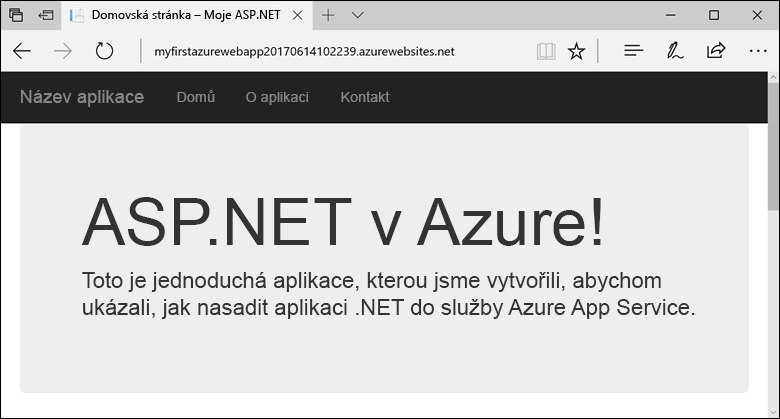 Domovská stránka – Moje ASP.NET
myfirstazurewebapp20170614102239.azurewebsites.net
Název aplikace Domů O aplikaci Kontakt
ASP.NET v Azure!
Toto je jednoduchá aplikace, kterou jsme vytvořili, abychom
ukázali, jak nasadit aplikaci .NET do služby Azure App Service.